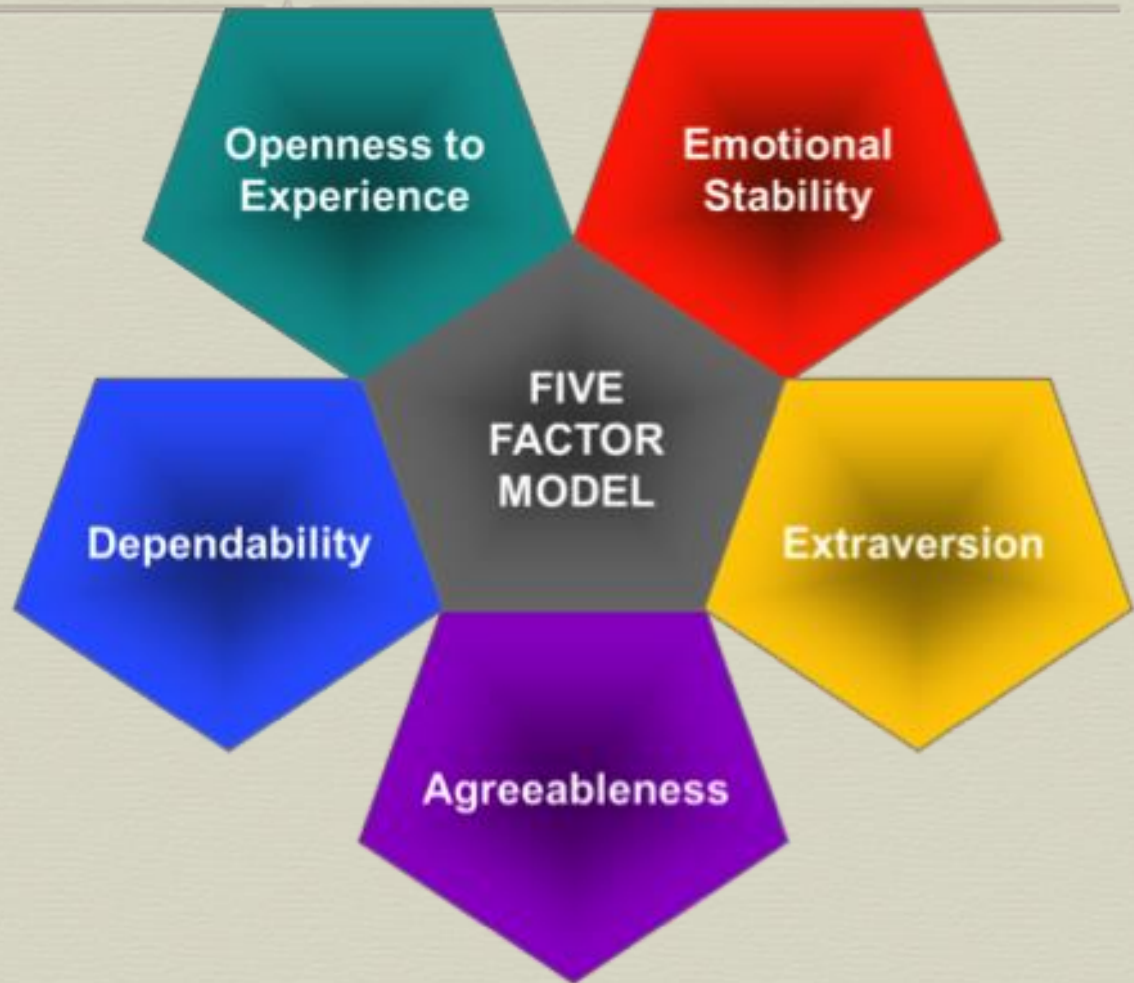 Openness to
Experience
Emotional
Stability
FIVE
FACTOR
MODEL
Dependability
Extraversion
Agreeableness